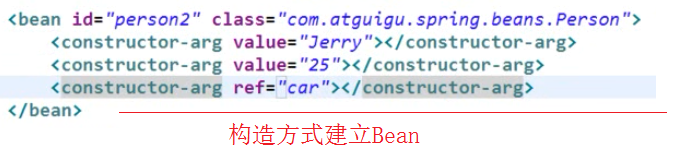 <bean id="person2" class="com.atguigu.spring.beans.Person">
<constructor-arg value="Jerry"></constructor-arg>
<constructor-arg value="25"></constructor-arg>
<constructor-arg ref="car"></constructor-arg>
</bean>
构造方式建立Bean